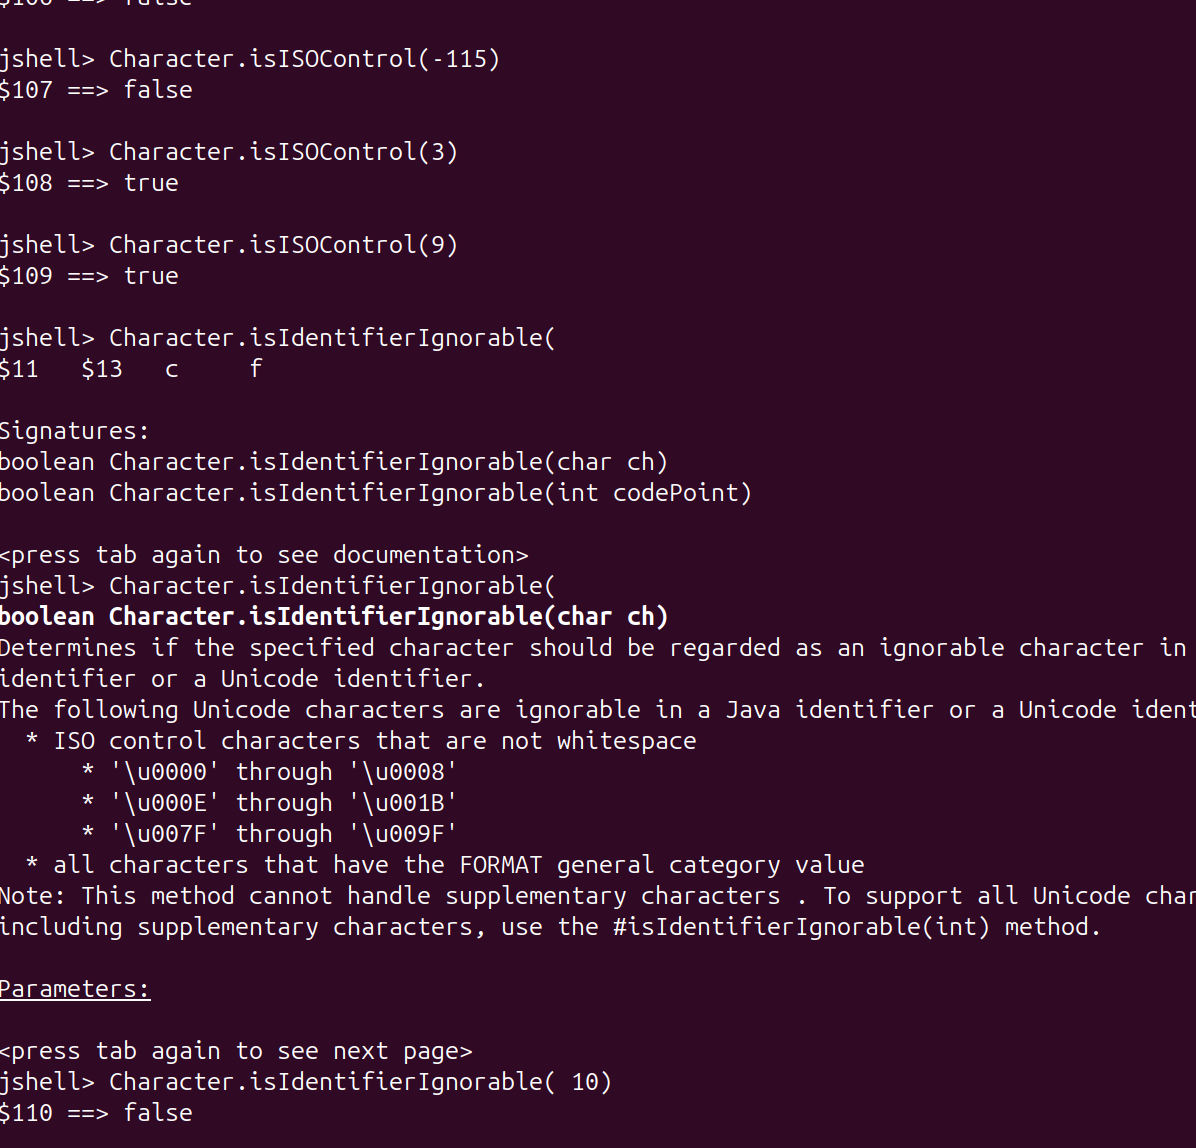 $106 ==> false
jshell> Character.isISOControl(-115)
$107 ==> false
jshell> Character.isISOControl(3)
$108 ==> true
jshell> Character.isISOControl(9)
$109 ==> true
jshell> Character.isIdentifierIgnorable(
$11   $13   c     f
Signatures:
boolean Character.isIdentifierIgnorable(char ch)
boolean Character.isIdentifierIgnorable(int codePoint)
<press tab again to see documentation>
jshell> Character.isIdentifierIgnorable(
boolean Character.isIdentifierIgnorable(char ch)
Determines if the specified character should be regarded as an ignorable character in
identifier or a Unicode identifier.
The following Unicode characters are ignorable in a Java identifier or a Unicode ident
  * ISO control characters that are not whitespace
      * '\u0000' through '\u0008'
      * '\u000E' through '\u001B'
      * '\u007F' through '\u009F'
  * all characters that have the FORMAT general category value
Note: This method cannot handle supplementary characters . To support all Unicode char
including supplementary characters, use the #isIdentifierIgnorable(int) method.
Parameters:
<press tab again to see next page>
jshell> Character.isIdentifierIgnorable( 10)
$110 ==> false